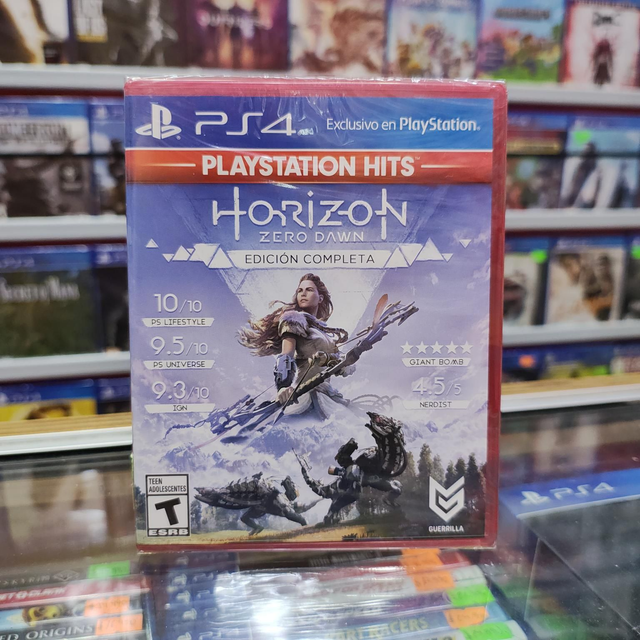 PS4
Exclusivo en PlayStation
PLAYSTATION HITS
HORIZON
ZERO DAWN
EDICIÓN COMPLETA
10/10
PS LIFESTYLE
9.5/10
PS UNIVERSE
9.3/10
IGN
★★★★★
GIANT BOMB
4.5/5
NERDIST
TEEN
ADOLESCENTES
T
ESRB
GUERRILLA
PS4
ORIGINS